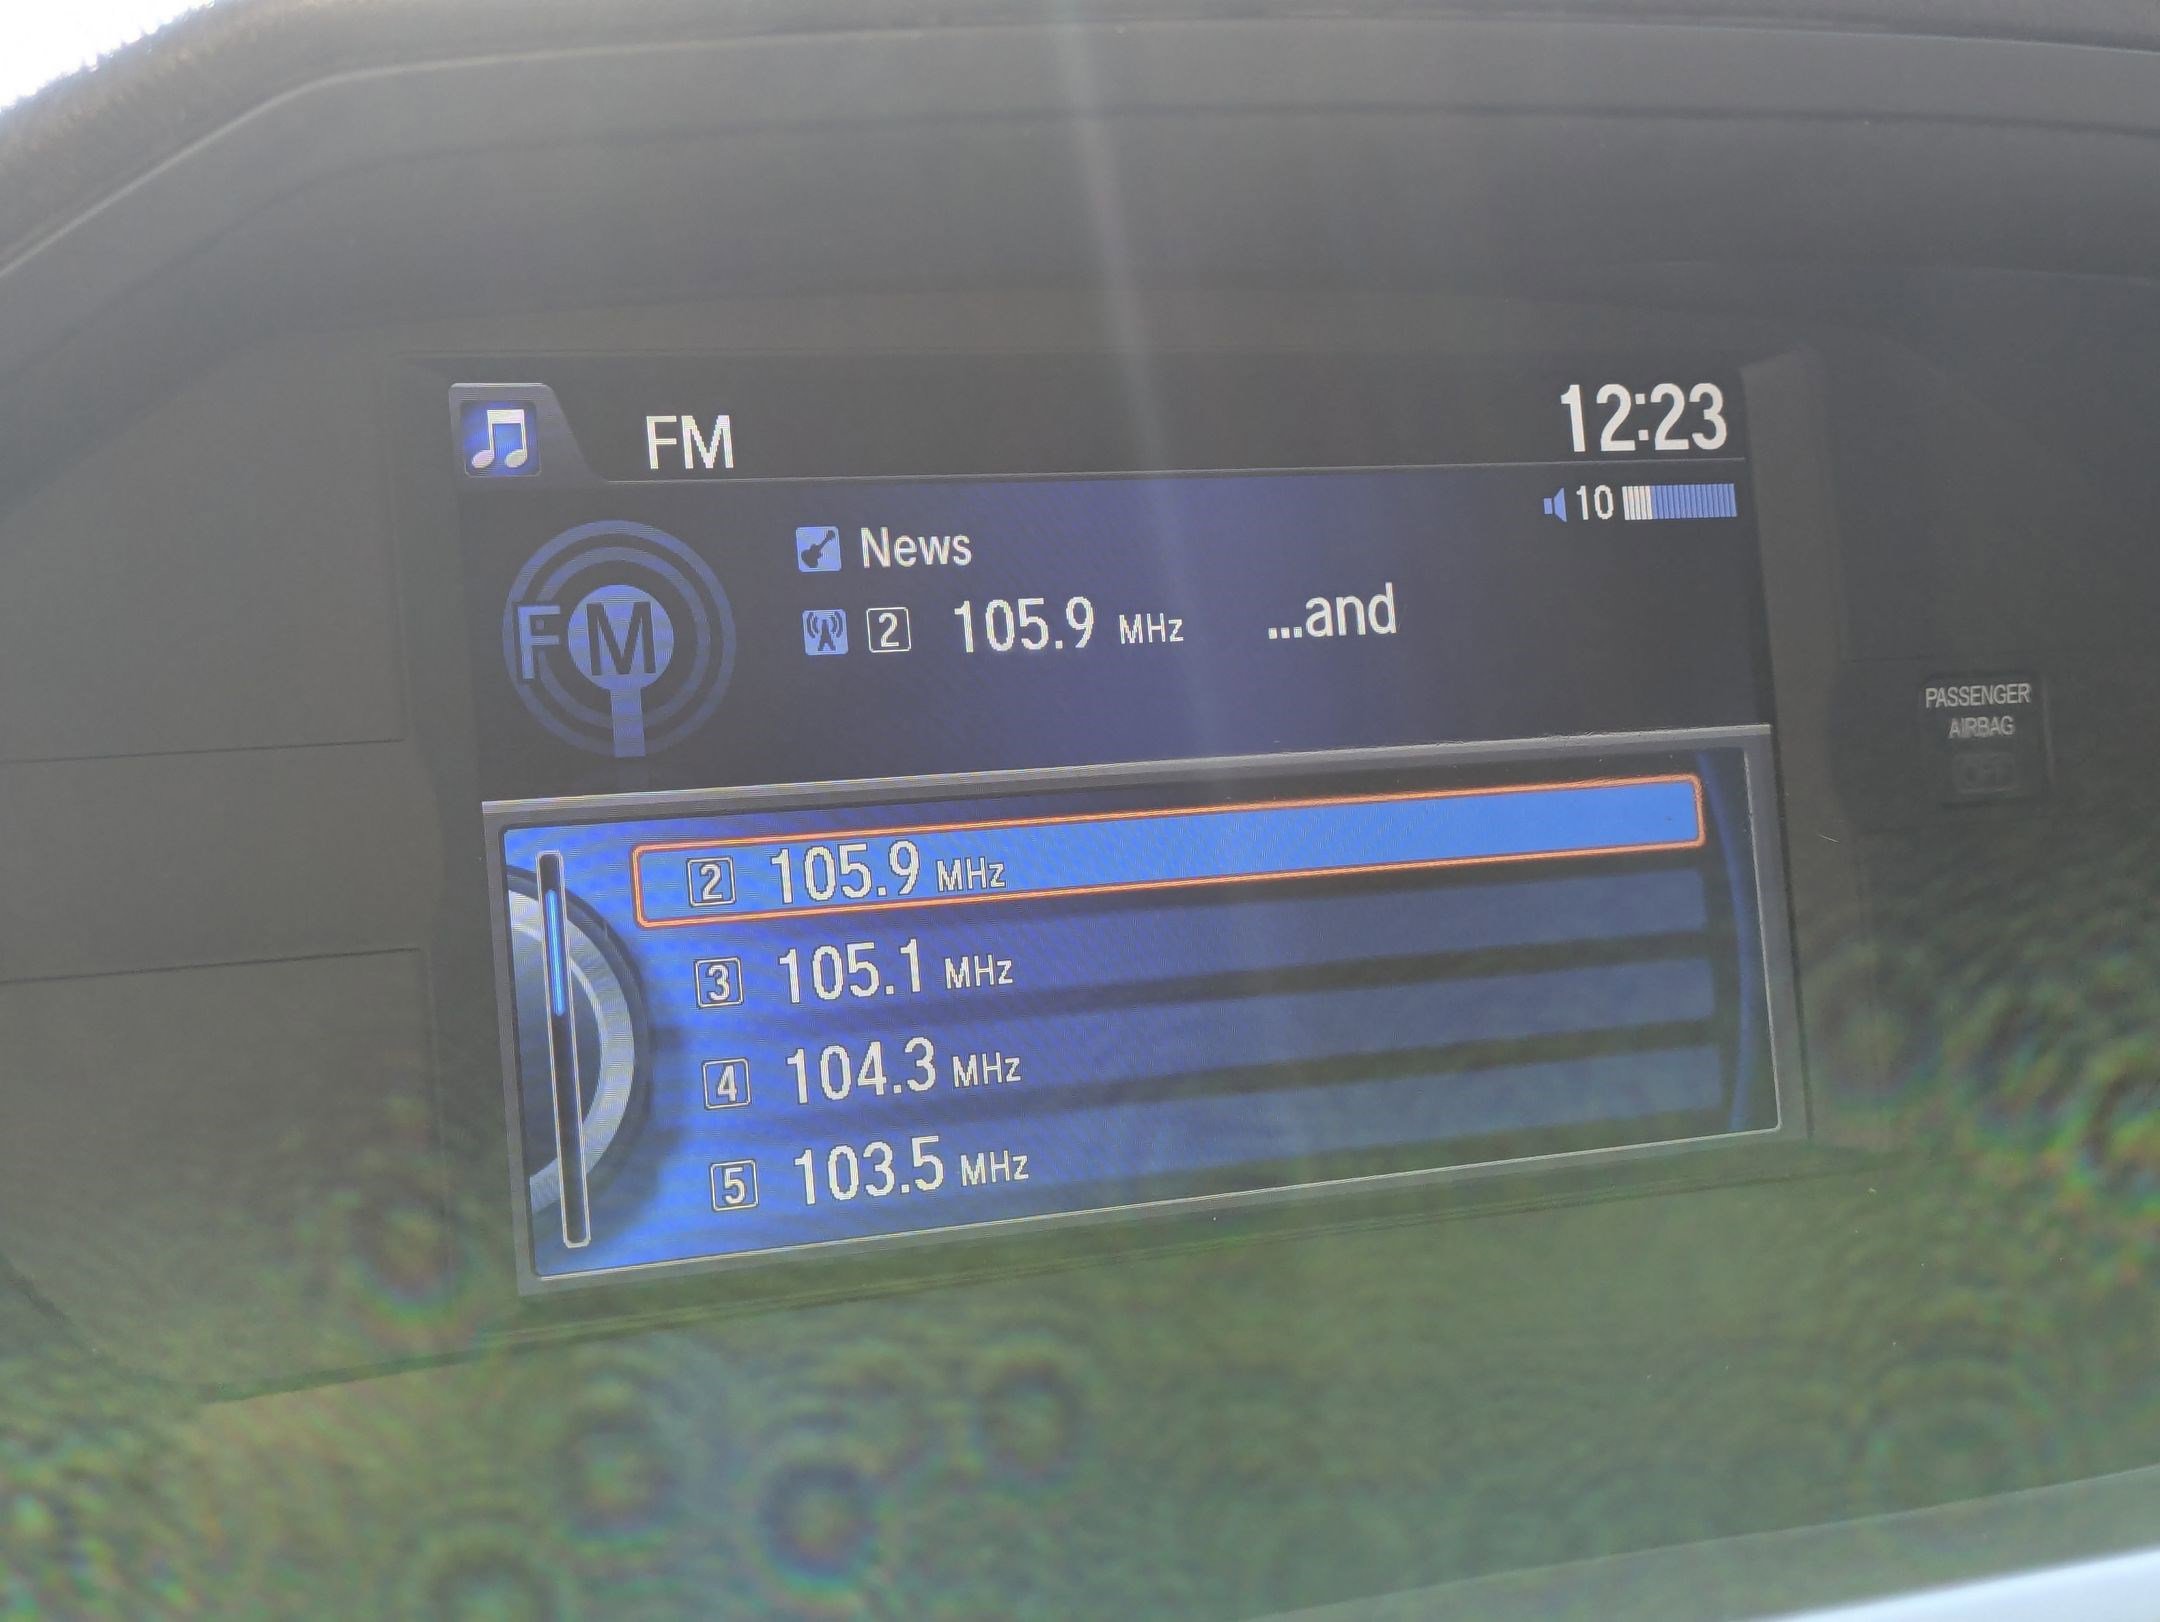 FM 12:23
10
News
FM
2 105.9 MHz ...and
PASSENGER
AIRBAG
OFF
2 105.9 MHz
3 105.1 MHz
4 104.3 MHz
5 103.5 MHz